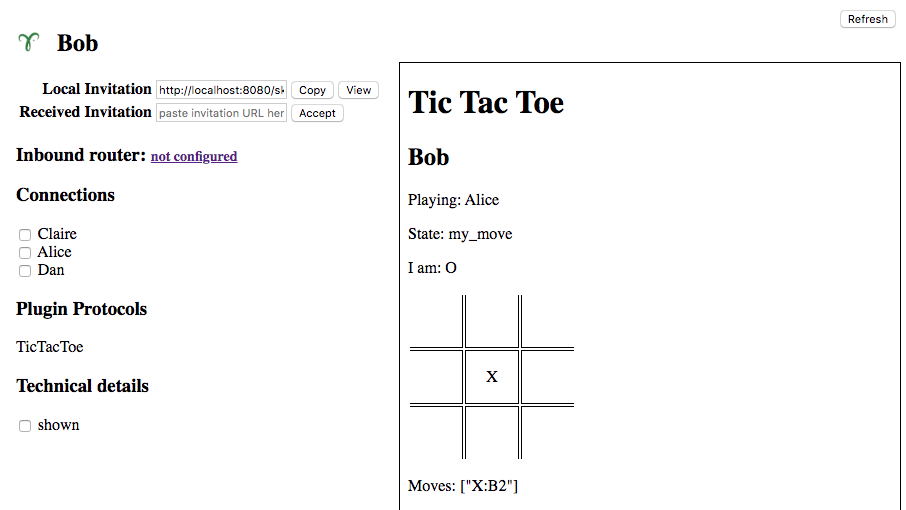 Refresh
Bob
Local Invitation http://localhost:8080/sl Copy View
Received Invitation paste invitation URL her Accept
Inbound router: not configured
Connections
Claire
Alice
Dan
Plugin Protocols
TicTacToe
Technical details
shown
Tic Tac Toe
Bob
Playing: Alice
State: my_move
I am: O
X
Moves: ["X:B2"]